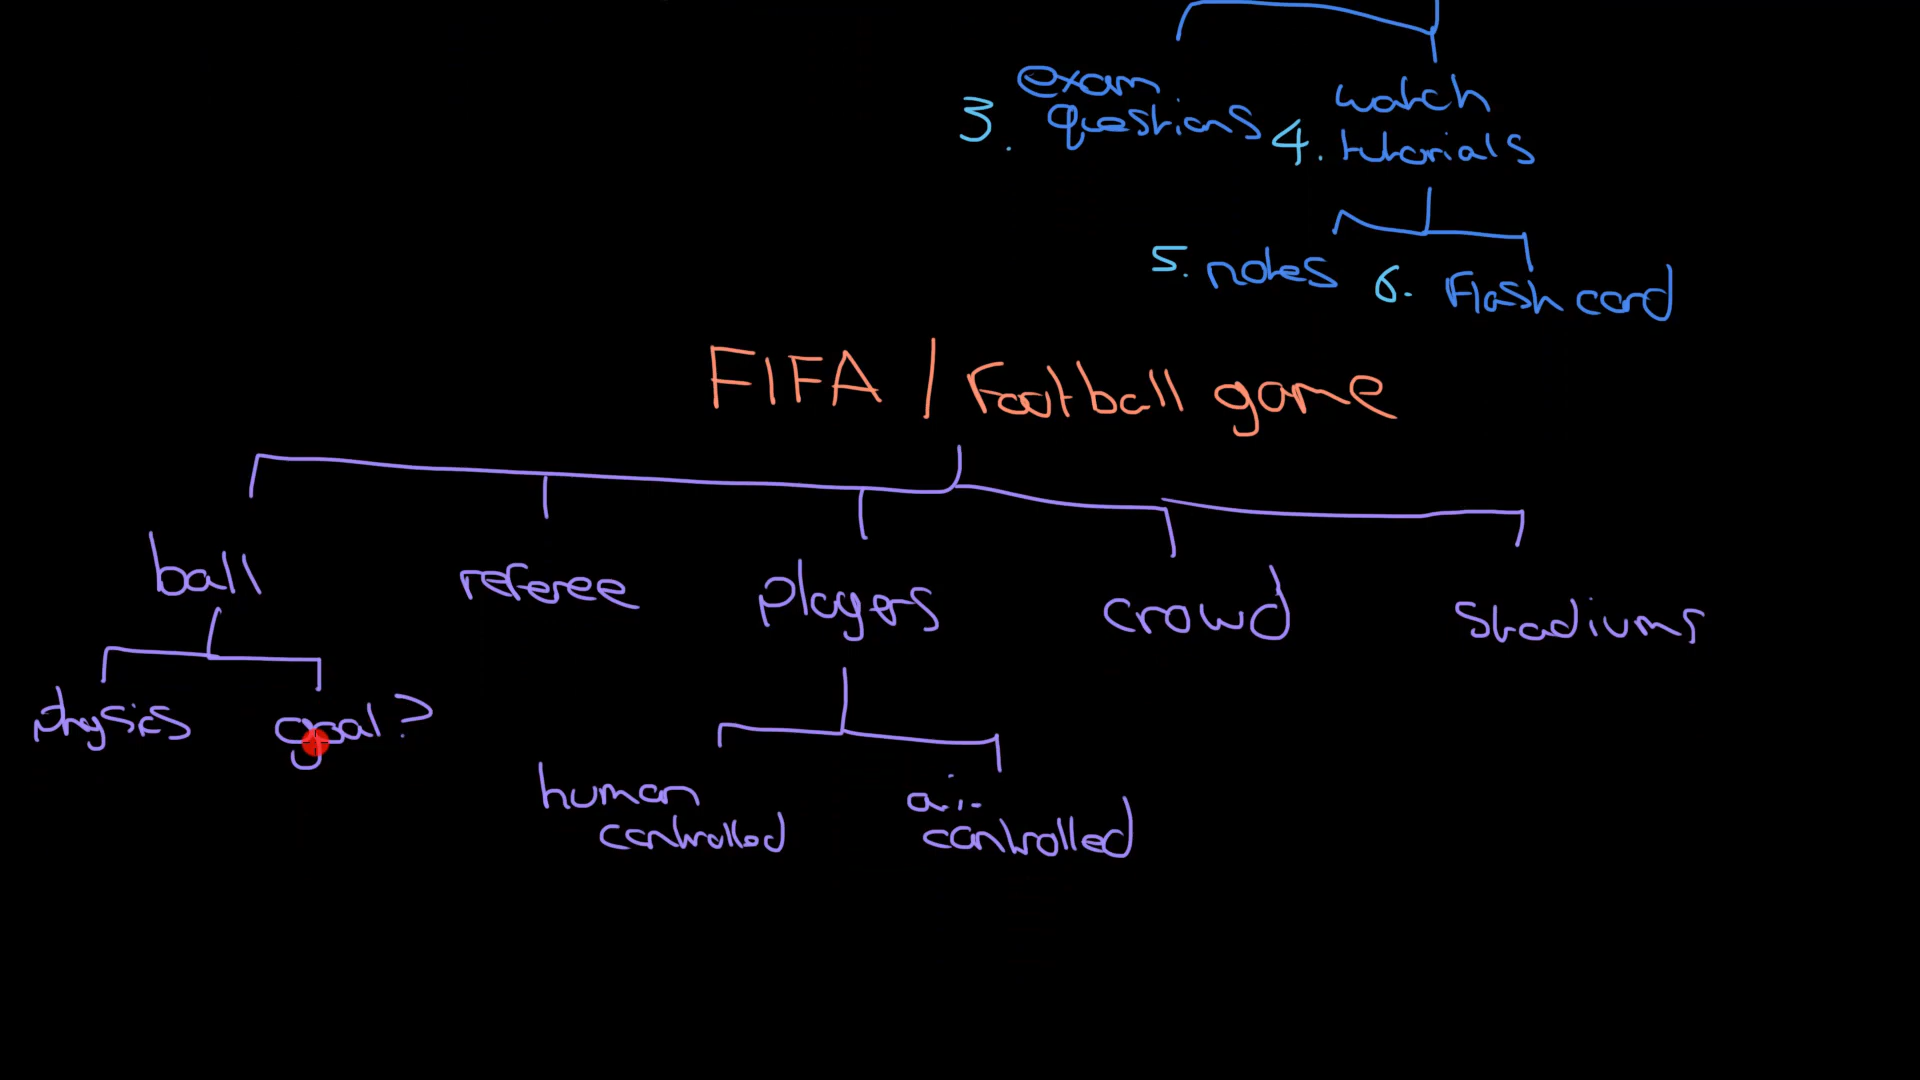 exam
3. questions
watch
4. tutorials
5. notes 6. Flash card
FIFA / Football game
ball referee players crowd stadiums
physics goal?
human a.i.
controlled controlled